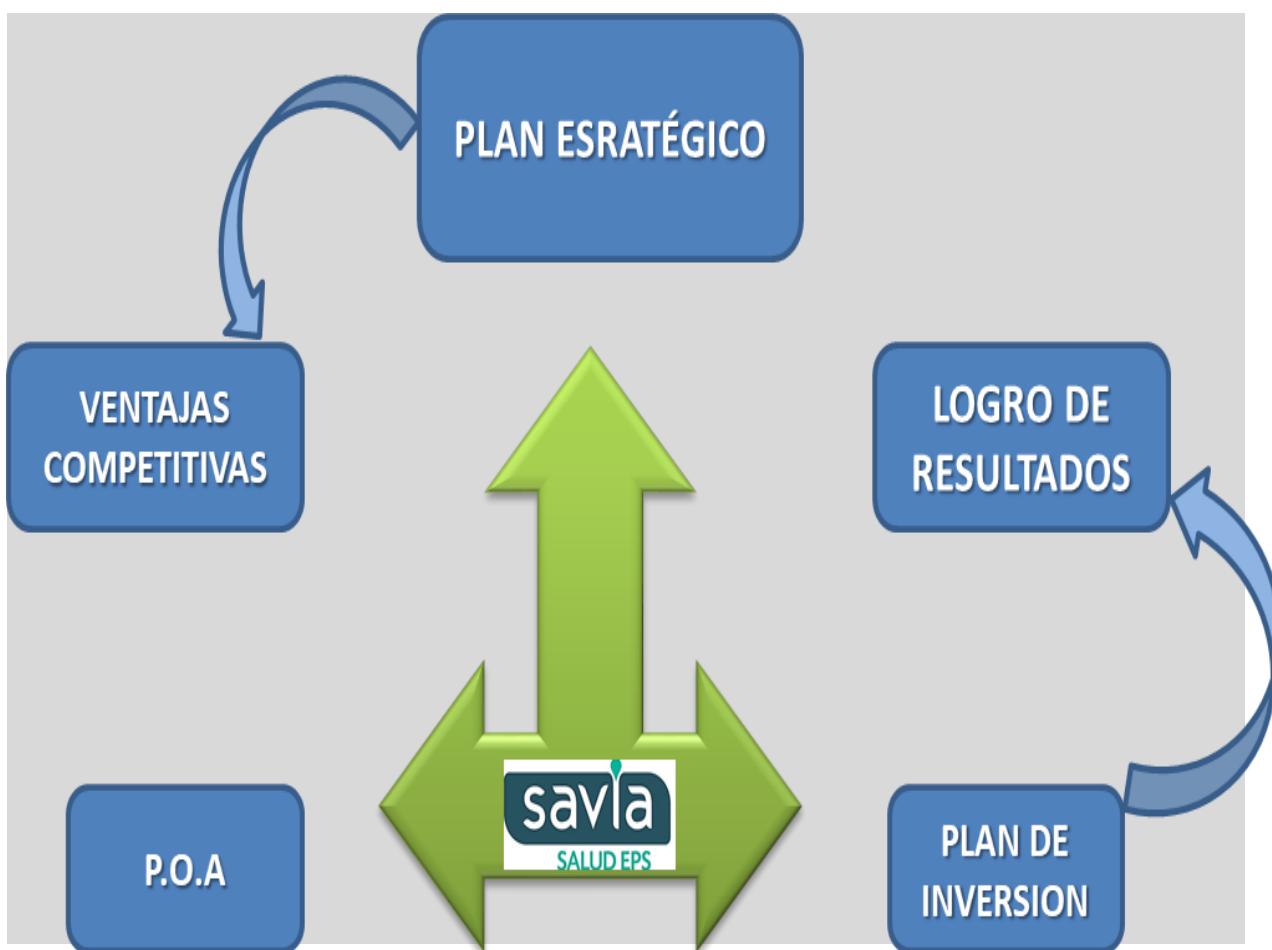 PLAN ESRATÉGICO
VENTAJAS
COMPETITIVAS
LOGRO DE
RESULTADOS
savia
SALUD EPS
P.O.A
PLAN DE
INVERSION